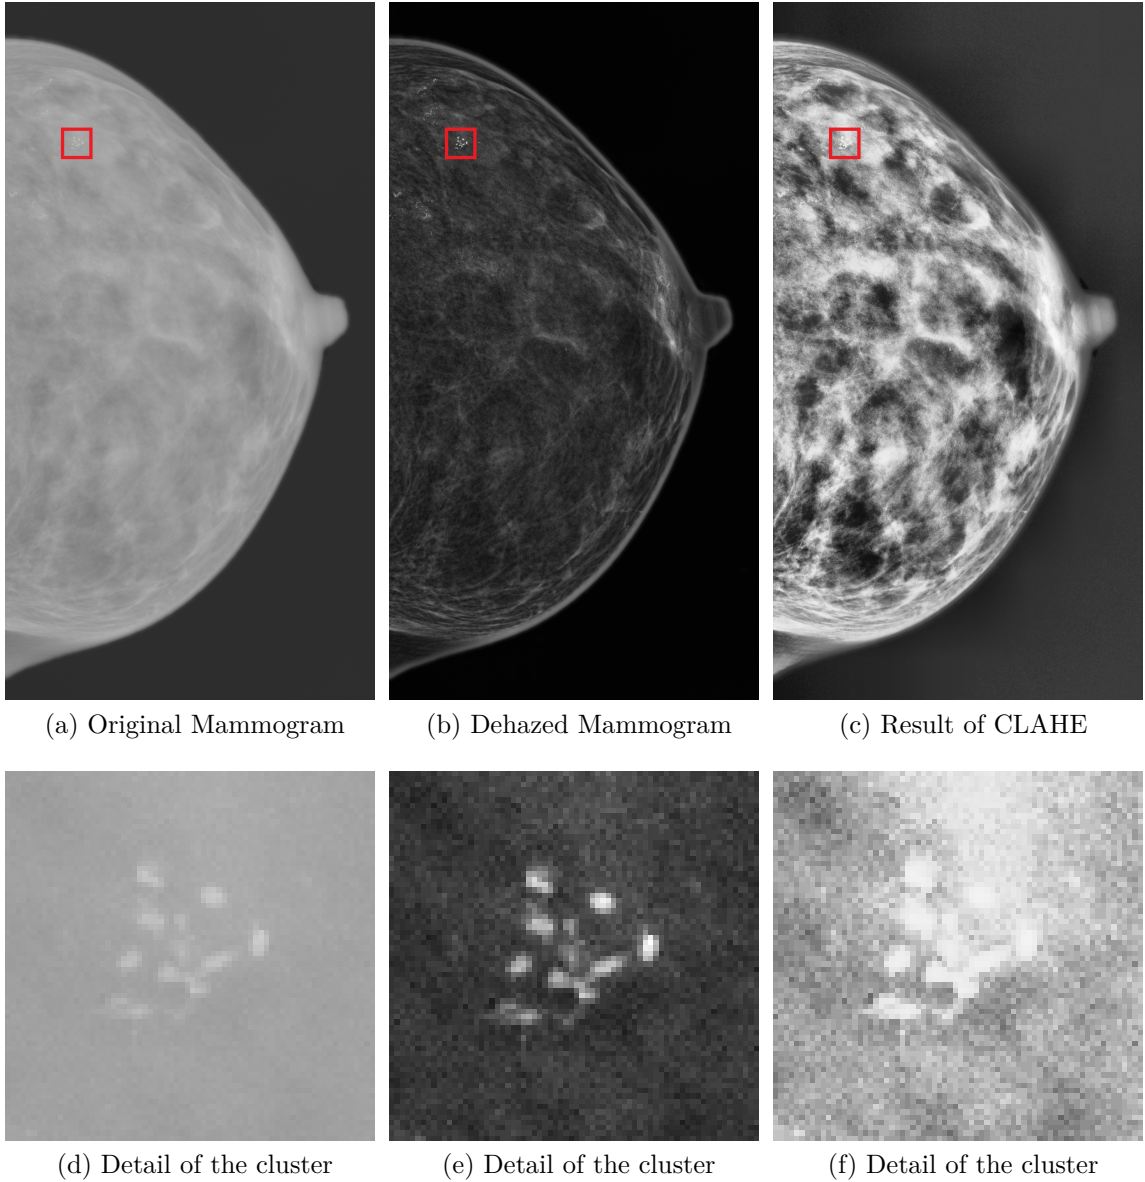 (a) Original Mammogram
(b) Dehazed Mammogram
(c) Result of CLAHE
(d) Detail of the cluster
(e) Detail of the cluster
(f) Detail of the cluster